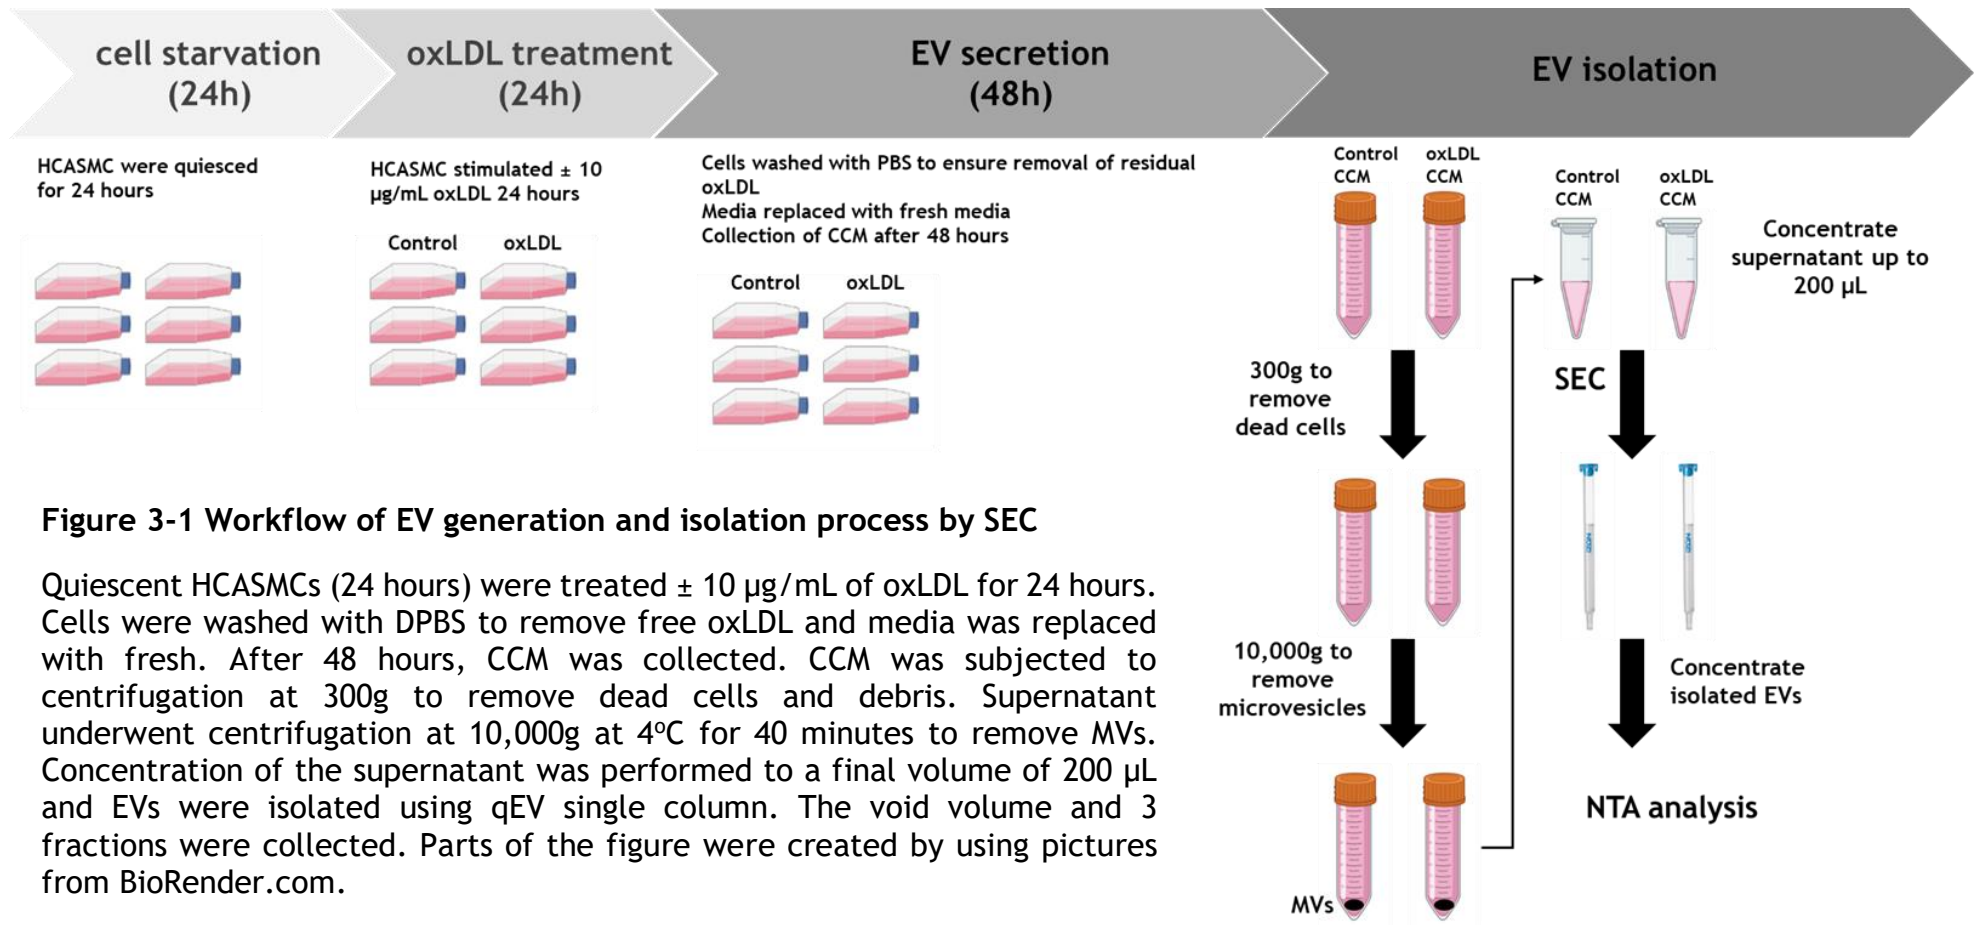 cell starvation
(24h)
oxLDL treatment
(24h)
EV secretion
(48h)
EV isolation
HCASMC were quiesced
for 24 hours
HCASMC stimulated ± 10
µg/mL oxLDL 24 hours
Control oxLDL
Cells washed with PBS to ensure removal of residual
oxLDL
Media replaced with fresh media
Collection of CCM after 48 hours
Control oxLDL
Control oxLDL
CCM CCM
300g to
remove
dead cells
10,000g to
remove
microvesicles
MVs
Control oxLDL
CCM CCM
Concentrate
supernatant up to
200 µL
SEC
Concentrate
isolated EVs
NTA analysis
Figure 3-1 Workflow of EV generation and isolation process by SEC
Quiescent HCASMCs (24 hours) were treated ± 10 µg/mL of oxLDL for 24 hours.
Cells were washed with DPBS to remove free oxLDL and media was replaced
with fresh. After 48 hours, CCM was collected. CCM was subjected to
centrifugation at 300g to remove dead cells and debris. Supernatant
underwent centrifugation at 10,000g at 4ºC for 40 minutes to remove MVs.
Concentration of the supernatant was performed to a final volume of 200 µL
and EVs were isolated using qEV single column. The void volume and 3
fractions were collected. Parts of the figure were created by using pictures
from BioRender.com.